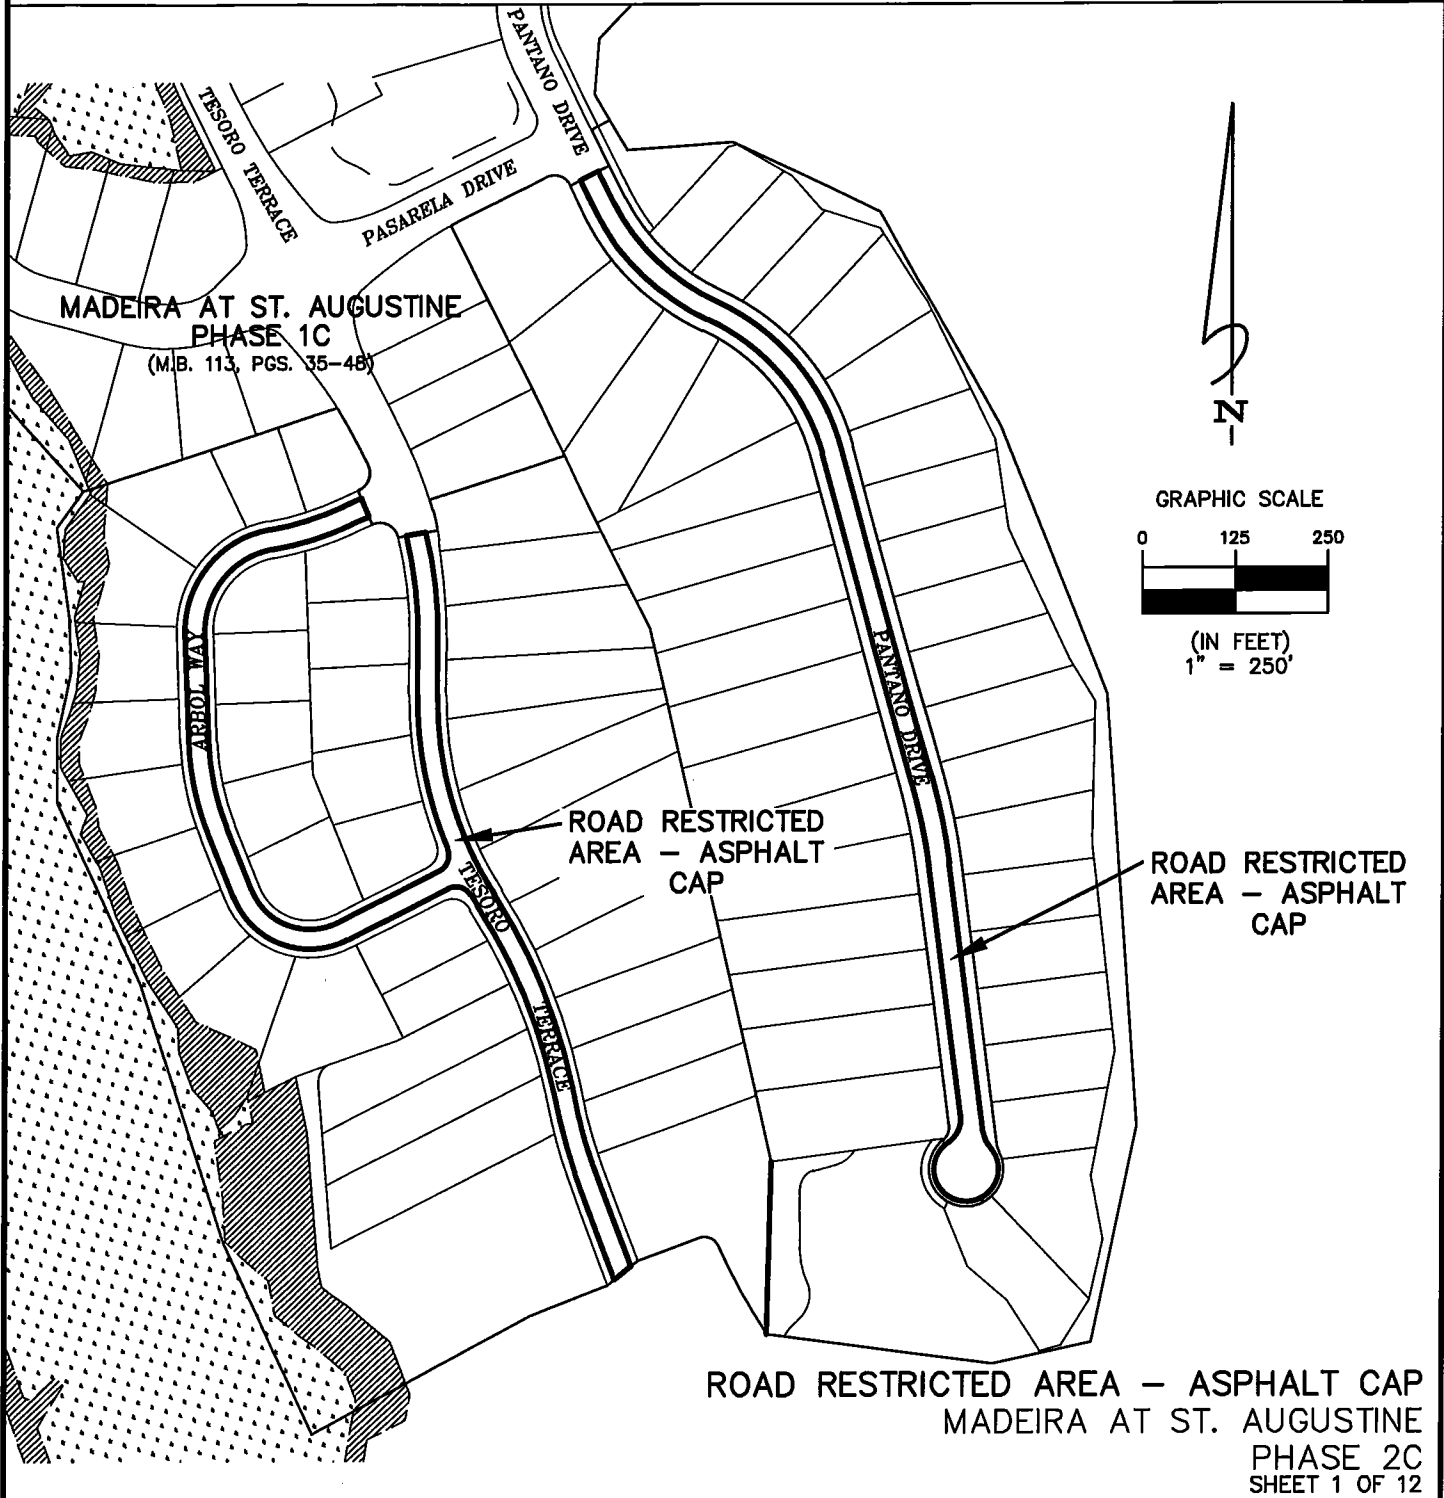 PANTANO DRIVE
TESORO TERRACE
PASARELA DRIVE
MADEIRA AT ST. AUGUSTINE
PHASE 1C
(M.B. 113, PGS. 35-48)
N
GRAPHIC SCALE
0 125 250
(IN FEET)
1" = 250'
ARBOL WAY
PANTANO DRIVE
ROAD RESTRICTED
AREA - ASPHALT
CAP
ROAD RESTRICTED
AREA - ASPHALT
CAP
TESORO
TERRACE
ROAD RESTRICTED AREA - ASPHALT CAP
MADEIRA AT ST. AUGUSTINE
PHASE 2C
SHEET 1 OF 12